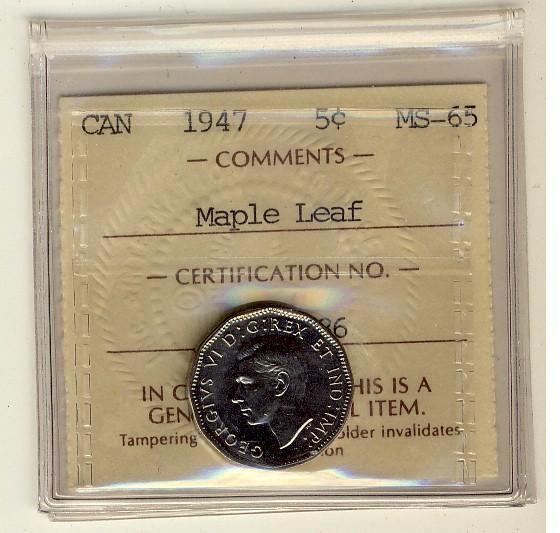 CAN 1947 5¢ MS-65
— COMMENTS —
Maple Leaf
— CERTIFICATION NO. —
86
IN C HIS IS A
GEN L ITEM.
Tampering older invalidates
on
GEORGIVS VI D:G:REX ET IND:IMP: